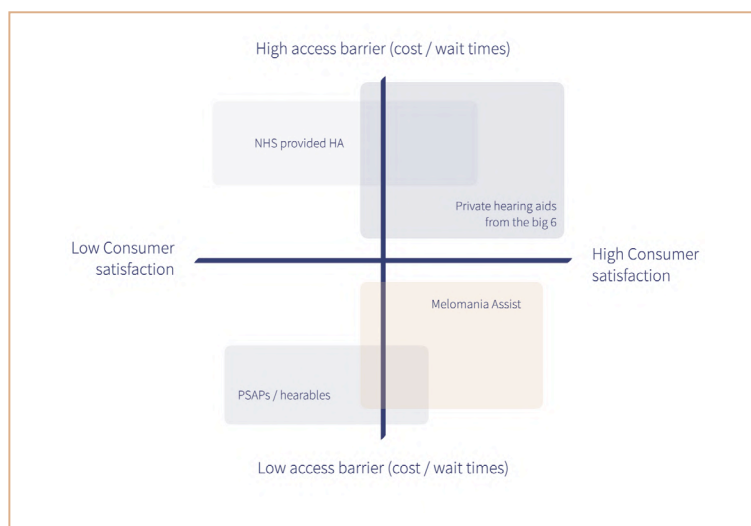 High access barrier (cost / wait times)
NHS provided HA
Private hearing aids
from the big 6
Low Consumer
satisfaction
High Consumer
satisfaction
Melomania Assist
PSAPs / hearables
Low access barrier (cost / wait times)